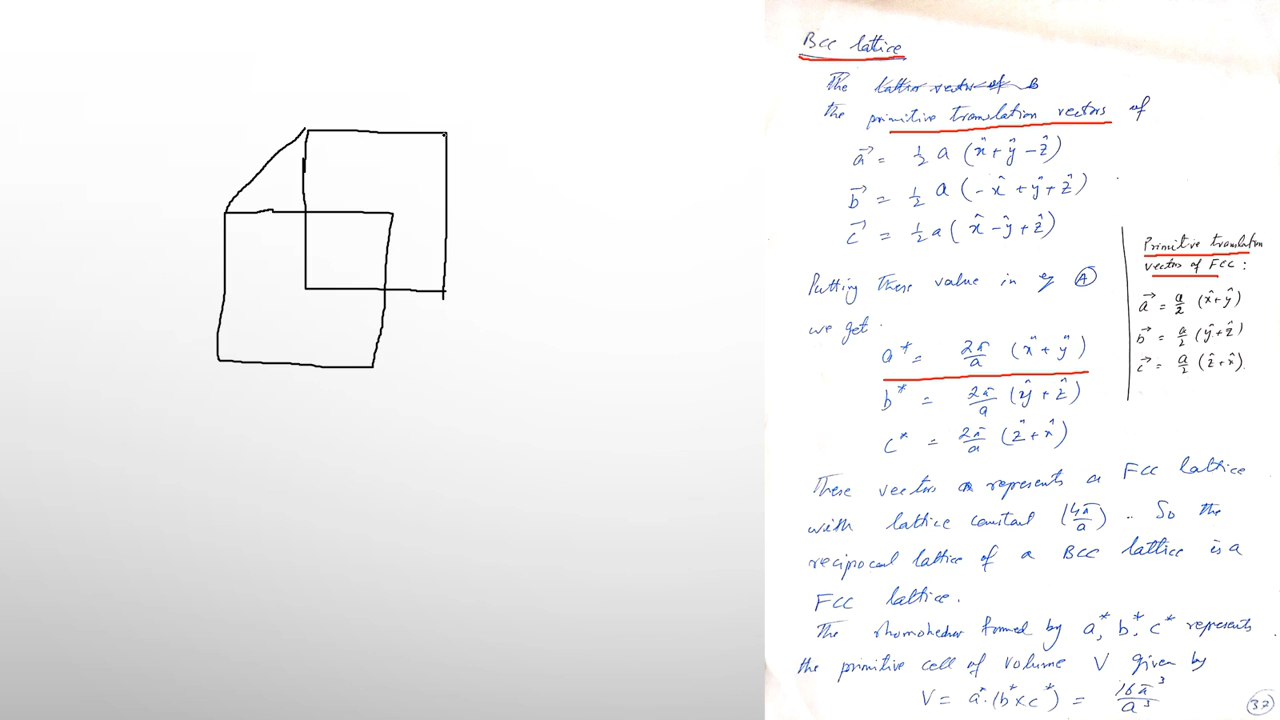 BCC lattice
The lattice vector of B
the primitive translation vectors of
a⃗ = ½ a (x̂ + ŷ − ẑ)
b⃗ = ½ a (−x̂ + ŷ + ẑ)
c⃗ = ½ a (x̂ − ŷ + ẑ)
Putting these value in eq Ⓐ
we get.
a* = 2π/a (x̂ + ŷ)
b* = 2π/a (ŷ + ẑ)
c* = 2π/a (ẑ + x̂)
Primitive translation
vectors of FCC :
a⃗ = a/2 (x̂ + ŷ)
b⃗ = a/2 (ŷ + ẑ)
c⃗ = a/2 (ẑ + x̂).
These vectors represents a FCC lattice
with lattice constant (4π/a) . So the
reciprocal lattice of a BCC lattice is a
FCC lattice.
The rhomohedar formed by a*, b*, c* represents
the primitive cell of volume V given by
V = a*.(b* × c*) = 16π³/a³
37